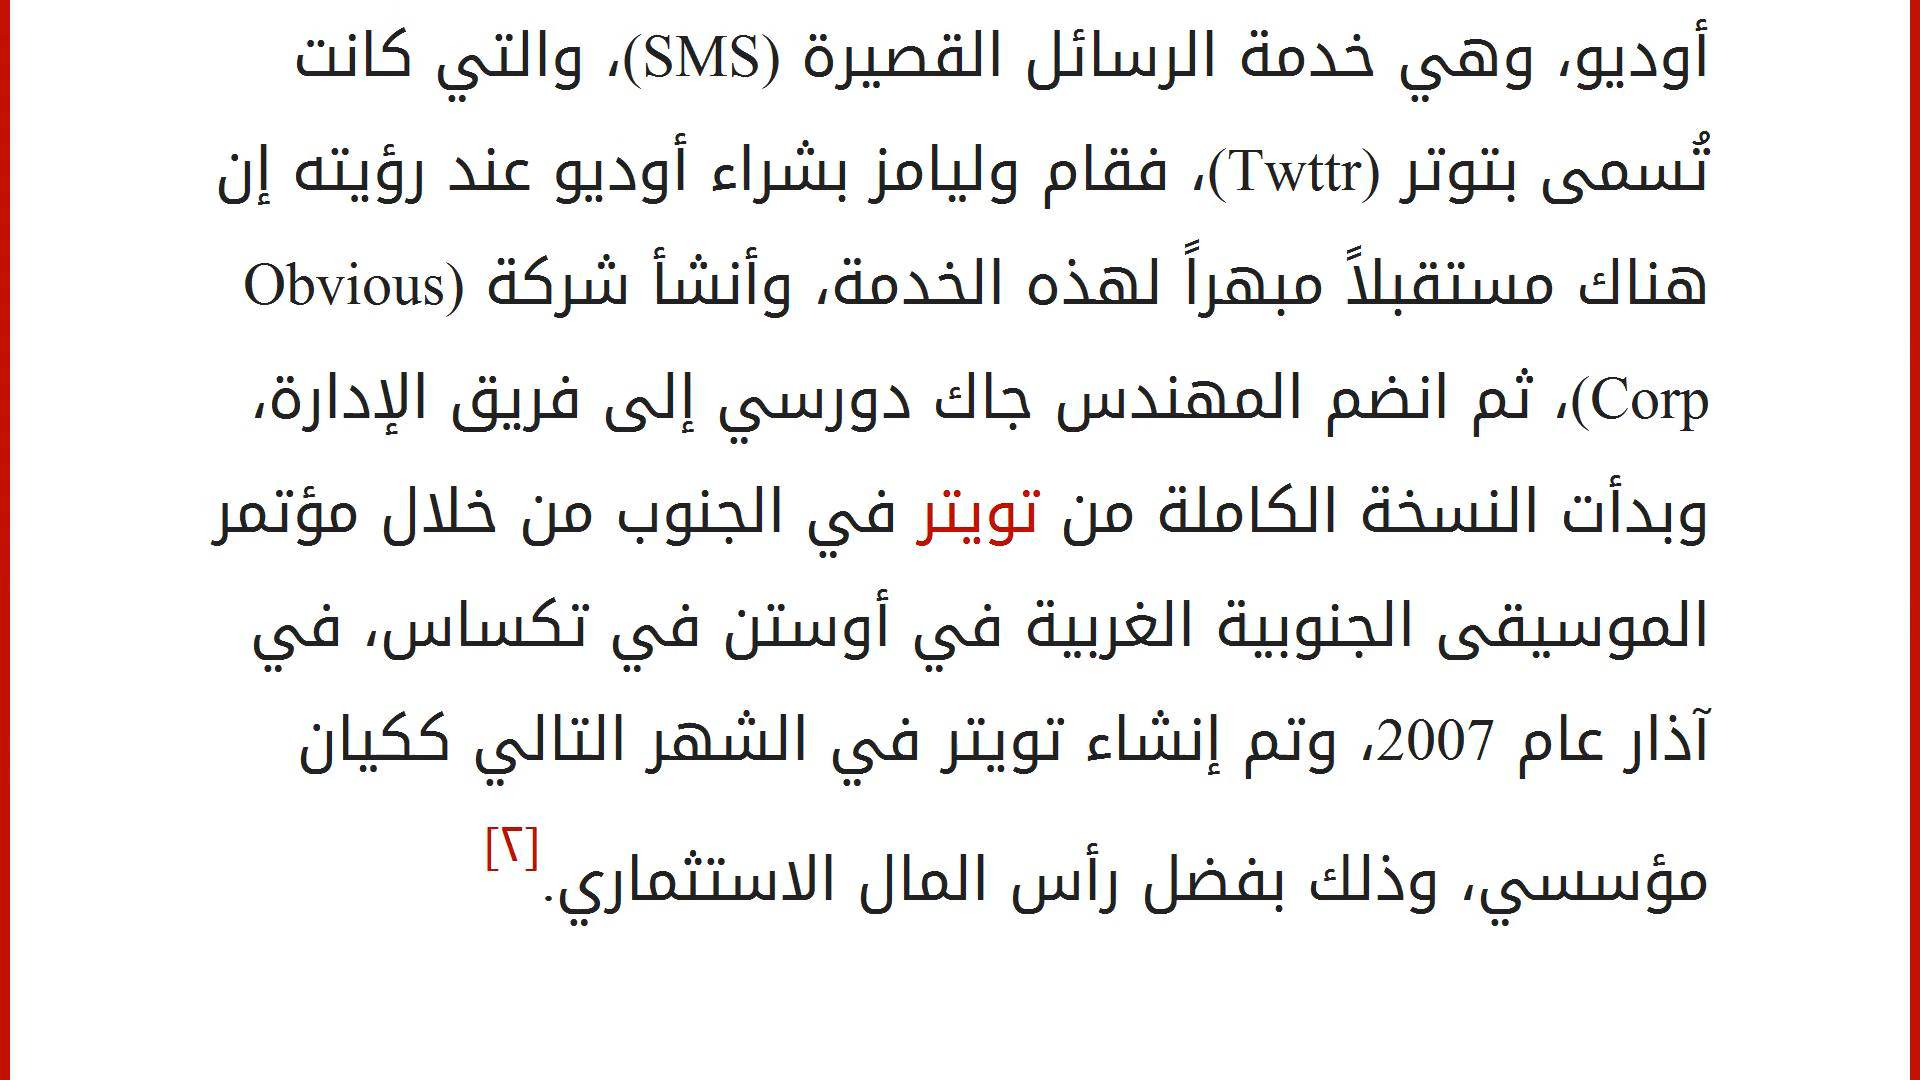 أوديو، وهي خدمة الرسائل القصيرة (SMS)، والتي كانت
تُسمى بتوتر (Twttr)، فقام وليامز بشراء أوديو عند رؤيته إن
هناك مستقبلاً مبهراً لهذه الخدمة، وأنشأ شركة (Obvious
Corp)، ثم انضم المهندس جاك دورسي إلى فريق الإدارة،
وبدأت النسخة الكاملة من تويتر في الجنوب من خلال مؤتمر
الموسيقى الجنوبية الغربية في أوستن في تكساس، في
آذار عام 2007، وتم إنشاء تويتر في الشهر التالي ككيان
مؤسسي، وذلك بفضل رأس المال الاستثماري.[٢]